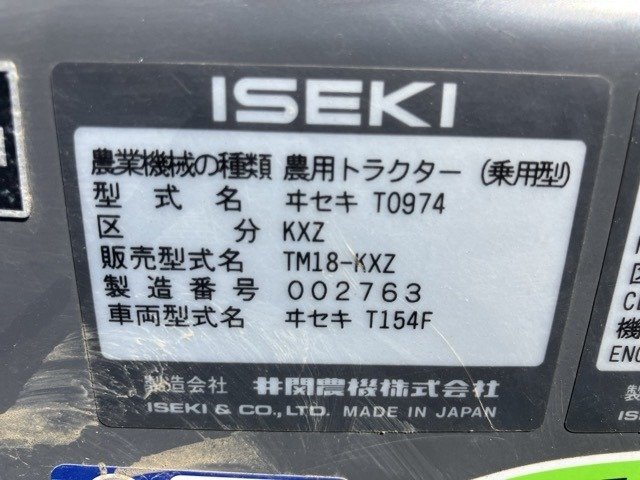 ISEKI
農業機械の種類 農用トラクター (乗用型)
型式名 ヰセキ T0974
区分 KXZ
販売型式名 TM18-KXZ
製造番号 002763
車両型式名 ヰセキ T154F
製造会社 井関農機株式会社
ISEKI & CO., LTD. MADE IN JAPAN
区
機
製